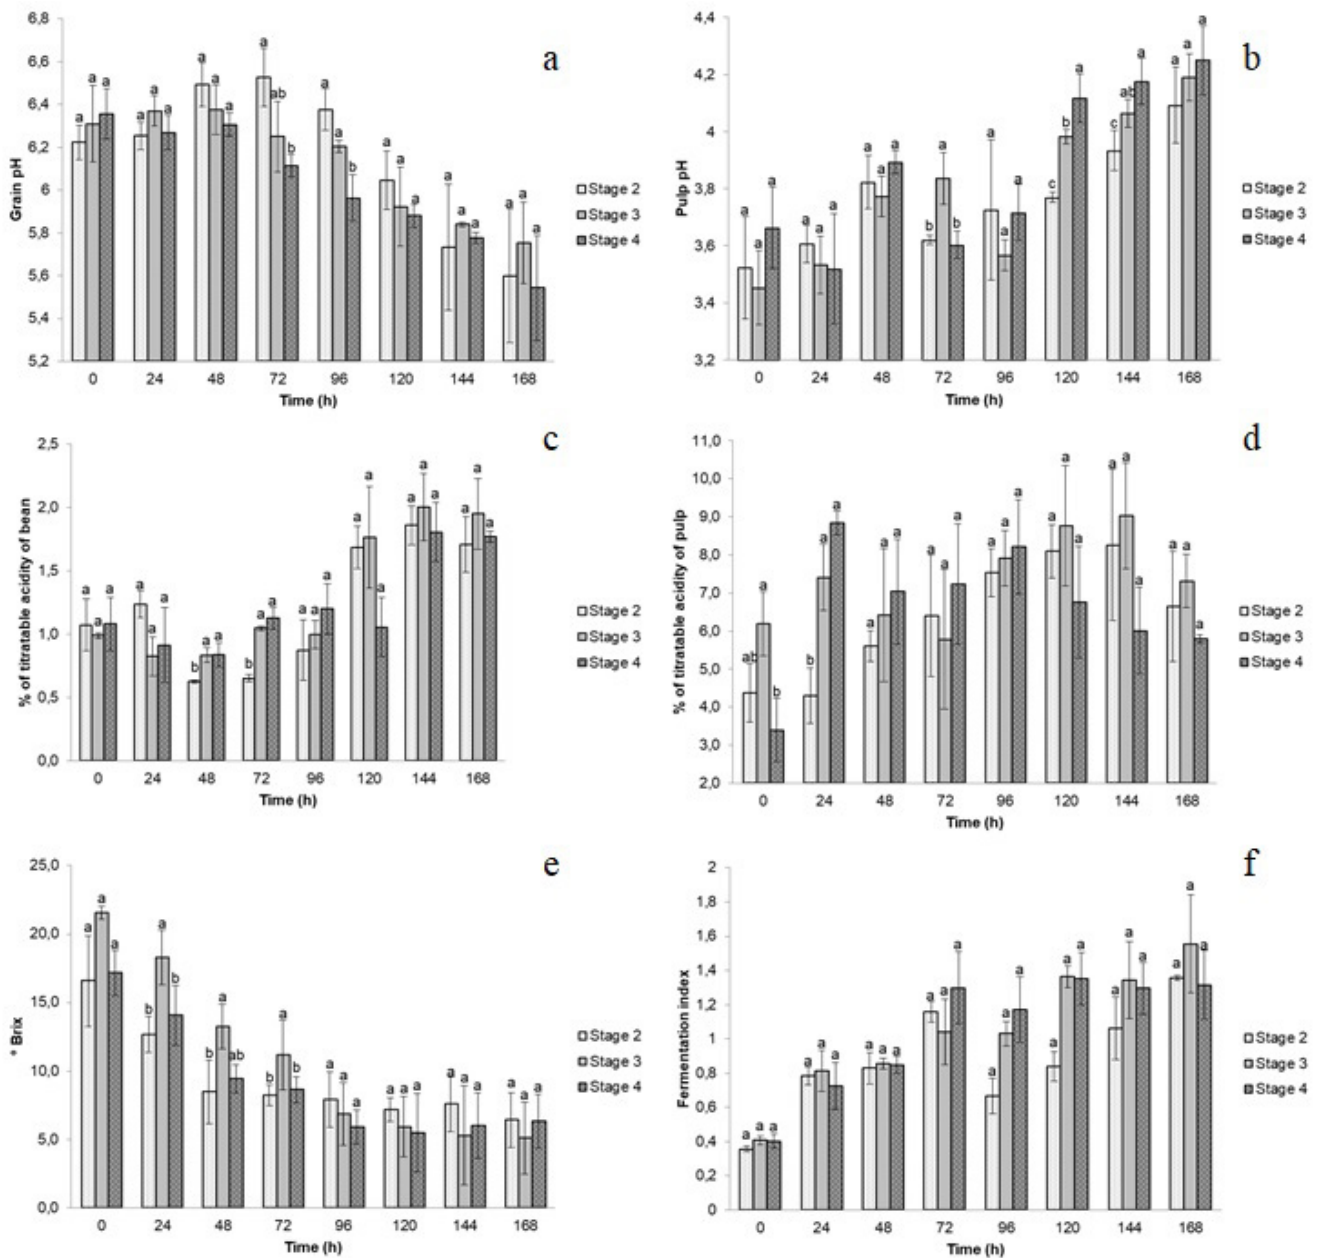 a
Grain pH
6,8
6,6
6,4
6,2
6
5,8
5,6
5,4
5,2
a a a
a a a
a a a
a ab b
a a b
a a a
a a a
a a a
0 24 48 72 96 120 144 168
Time (h)
Stage 2
Stage 3
Stage 4
b
Pulp pH
4,4
4,2
4
3,8
3,6
3,4
3,2
a a a
a a a
a a a
b a b
a a a
c b a
c ab a
a a a
0 24 48 72 96 120 144 168
Time (h)
Stage 2
Stage 3
Stage 4
c
% of titratable acidity of bean
2,5
2,0
1,5
1,0
0,5
0,0
a a a
a a a
b a a
b a a
a a a
a a a
a a a
a a a
0 24 48 72 96 120 144 168
Time (h)
Stage 2
Stage 3
Stage 4
d
% of titratable acidity of pulp
11,0
10,0
9,0
8,0
7,0
6,0
5,0
4,0
3,0
2,0
ab a b
b a a
a a a
a a a
a a a
a a a
a a a
a a a
0 24 48 72 96 120 144 168
Time (h)
Stage 2
Stage 3
Stage 4
e
° Brix
25,0
20,0
15,0
10,0
5,0
0,0
a a a
b a b
b a ab
b a b
a a a
a a a
a a a
a a a
0 24 48 72 96 120 144 168
Time (h)
Stage 2
Stage 3
Stage 4
f
Fermentation index
2
1,8
1,6
1,4
1,2
1
0,8
0,6
0,4
0,2
0
a a a
a a a
a a a
a a a
a a a
a a a
a a a
a a a
0 24 48 72 96 120 144 168
Time (h)
Stage 2
Stage 3
Stage 4